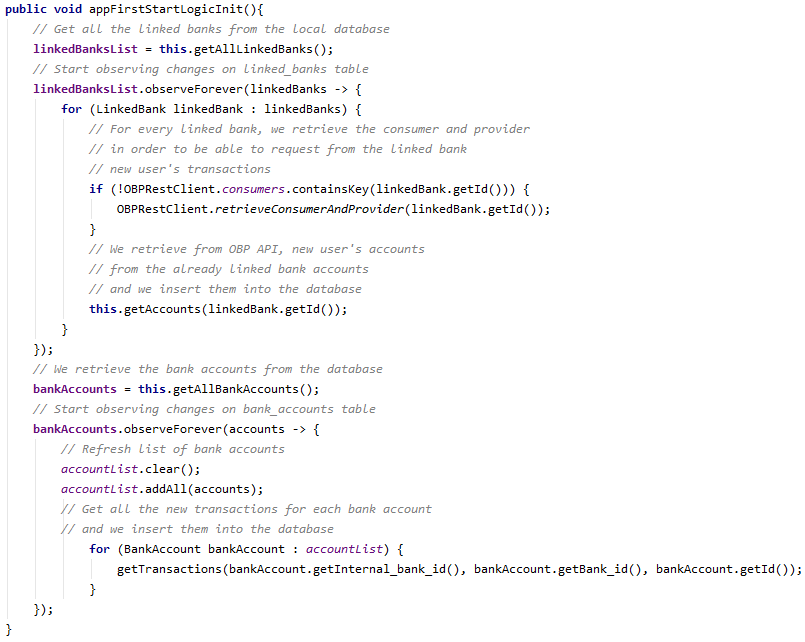 public void appFirstStartLogicInit(){
    // Get all the linked banks from the local database
    linkedBanksList = this.getAllLinkedBanks();
    // Start observing changes on linked_banks table
    linkedBanksList.observeForever(linkedBanks -> {
        for (LinkedBank linkedBank : linkedBanks) {
            // For every linked bank, we retrieve the consumer and provider
            // in order to be able to request from the linked bank
            // new user's transactions
            if (!OBPRestClient.consumers.containsKey(linkedBank.getId())) {
                OBPRestClient.retrieveConsumerAndProvider(linkedBank.getId());
            }
            // We retrieve from OBP API, new user's accounts
            // from the already linked bank accounts
            // and we insert them into the database
            this.getAccounts(linkedBank.getId());
        }
    });
    // We retrieve the bank accounts from the database
    bankAccounts = this.getAllBankAccounts();
    // Start observing changes on bank_accounts table
    bankAccounts.observeForever(accounts -> {
        // Refresh list of bank accounts
        accountList.clear();
        accountList.addAll(accounts);
        // Get all the new transactions for each bank account
        // and we insert them into the database
            for (BankAccount bankAccount : accountList) {
                getTransactions(bankAccount.getInternal_bank_id(), bankAccount.getBank_id(), bankAccount.getId());
            }
    });
}